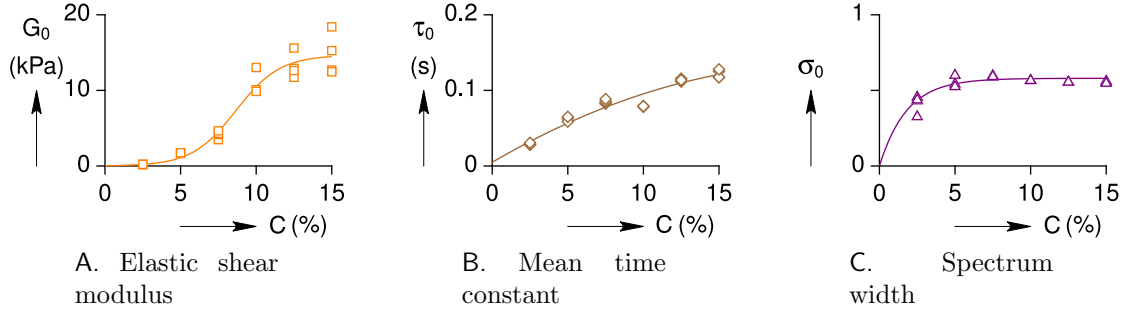 20
G₀
(kPa)
10
0
0 5 10 15
C (%)
A. Elastic shear
modulus
0.2
τ₀
(s)
0.1
0
0 5 10 15
C (%)
B. Mean time
constant
1
σ₀
0
0 5 10 15
C (%)
C. Spectrum
width